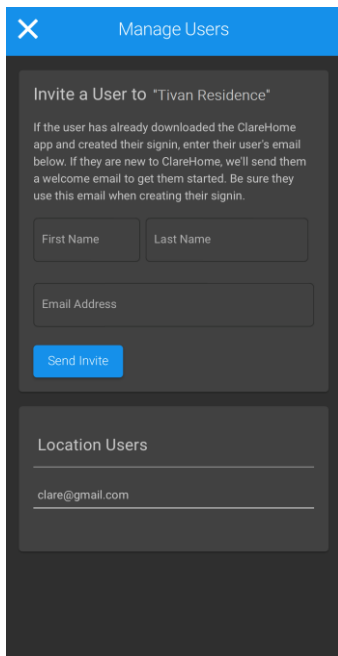 Manage Users
Invite a User to "Tivan Residence"
If the user has already downloaded the ClareHome
app and created their signin, enter their user's email
below. If they are new to ClareHome, we'll send them
a welcome email to get them started. Be sure they
use this email when creating their signin.
First Name Last Name
Email Address
Send Invite
Location Users
clare@gmail.com